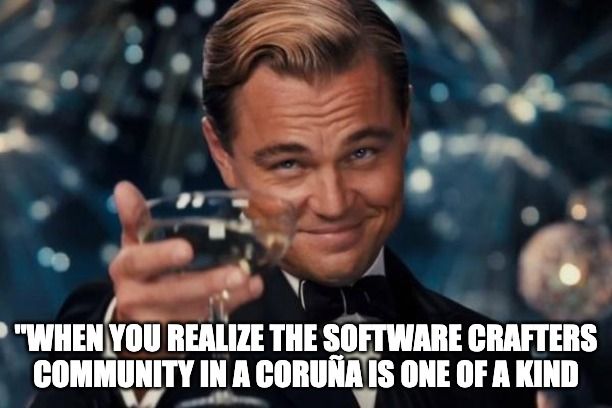 "WHEN YOU REALIZE THE SOFTWARE CRAFTERS
COMMUNITY IN A CORUÑA IS ONE OF A KIND